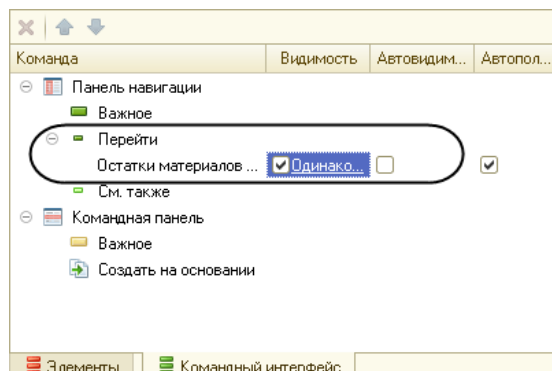 Команда Видимость Автовидим... Автопол...
Панель навигации
Важное
Перейти
Остатки материалов ... Одинако...
См. также
Командная панель
Важное
Создать на основании
Элементы Командный интерфейс